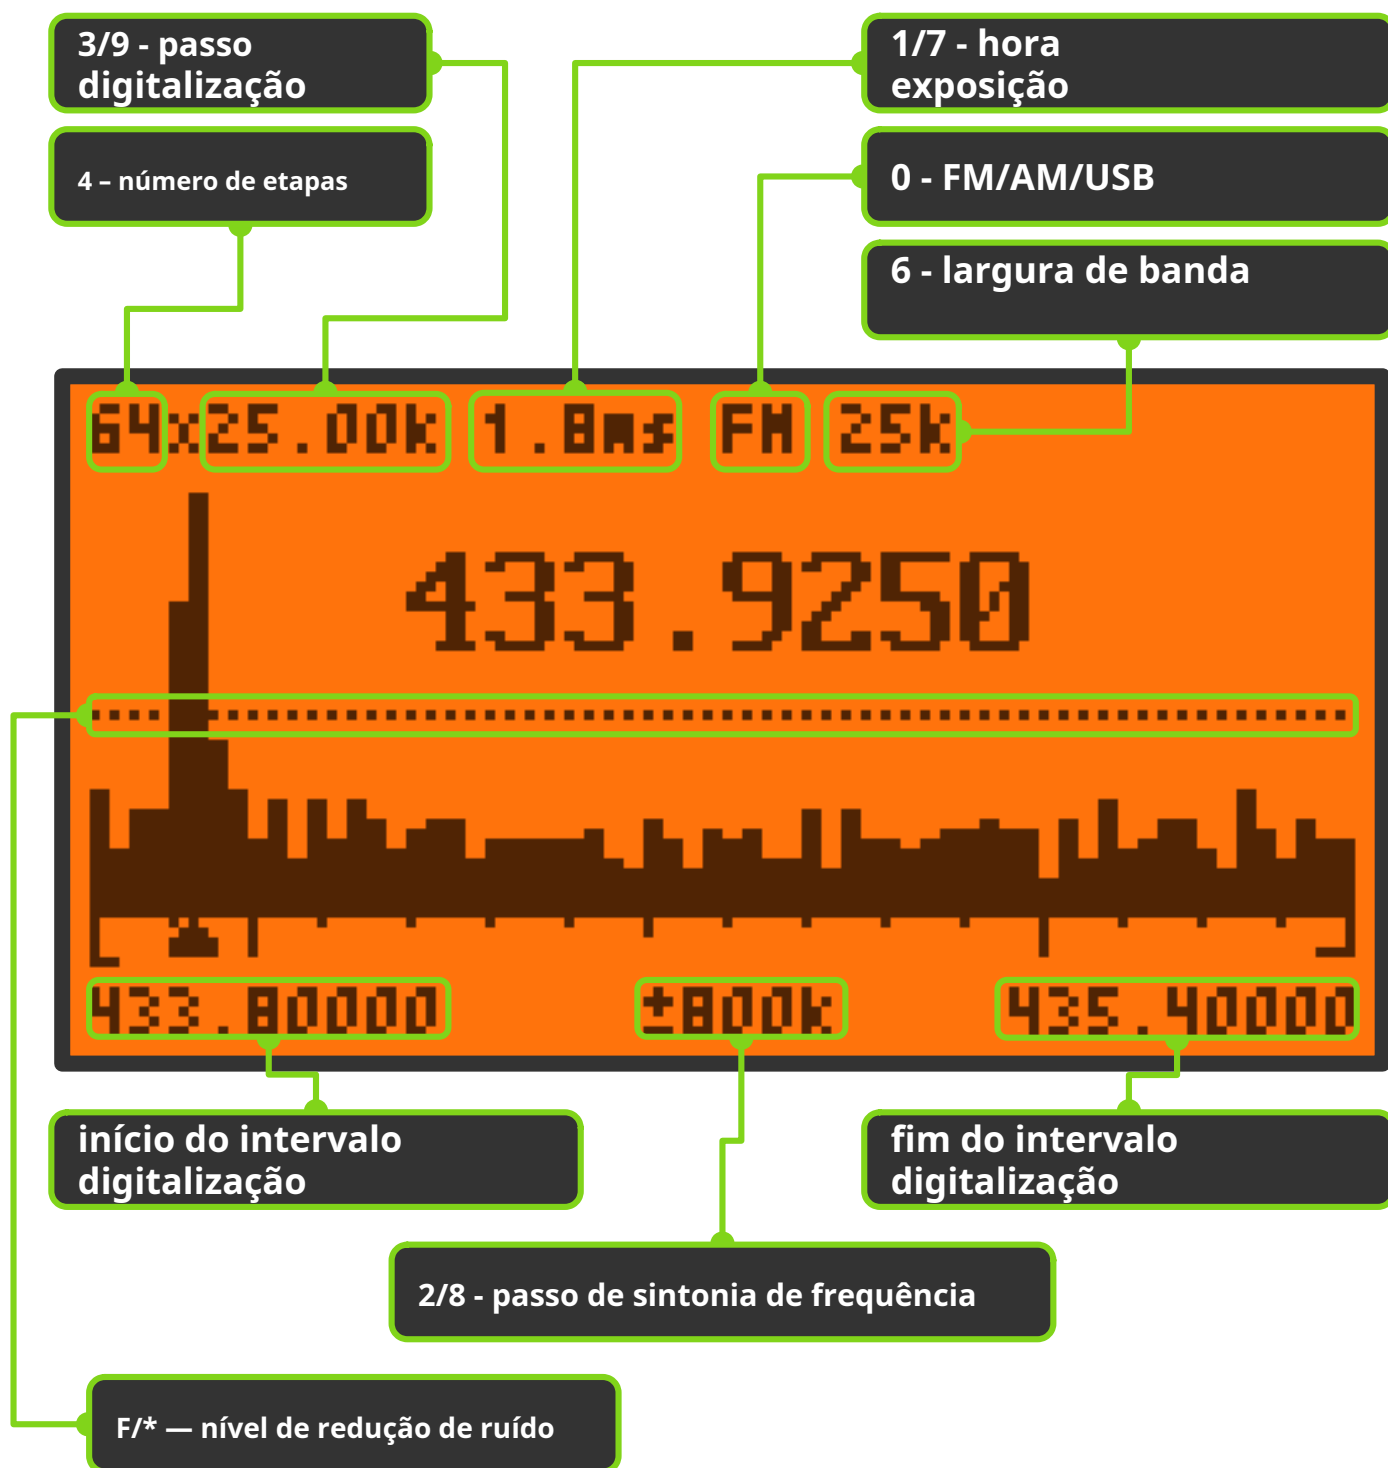 3/9 - passo
digitalização
1/7 - hora
exposição
4 – número de etapas
0 - FM/AM/USB
6 - largura de banda
64x25.00k 1.8ms FM 25k
433.9250
433.80000 ±800k 435.40000
início do intervalo
digitalização
fim do intervalo
digitalização
2/8 - passo de sintonia de frequência
F/* — nível de redução de ruído